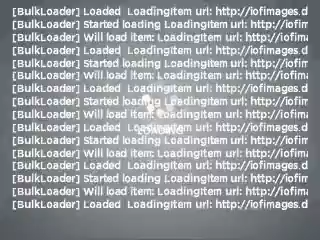 [BulkLoader] Loaded LoadingItem url: http://iofimages.d
[BulkLoader] Started loading LoadingItem url: http://iofim
[BulkLoader] Will load item: LoadingItem url: http://iofima
[BulkLoader] Loaded LoadingItem url: http://iofimages.d
[BulkLoader] Started loading LoadingItem url: http://iofim
[BulkLoader] Will load item: LoadingItem url: http://iofima
[BulkLoader] Loaded LoadingItem url: http://iofimages.d
[BulkLoader] Started loading LoadingItem url: http://iofim
[BulkLoader] Will load item: LoadingItem url: http://iofima
[BulkLoader] Loaded LoadingItem url: http://iofimages.d
LOADING
[BulkLoader] Started loading LoadingItem url: http://iofim
[BulkLoader] Will load item: LoadingItem url: http://iofima
[BulkLoader] Loaded LoadingItem url: http://iofimages.d
[BulkLoader] Started loading LoadingItem url: http://iofim
[BulkLoader] Will load item: LoadingItem url: http://iofima
[BulkLoader] Loaded LoadingItem url: http://iofimages.d